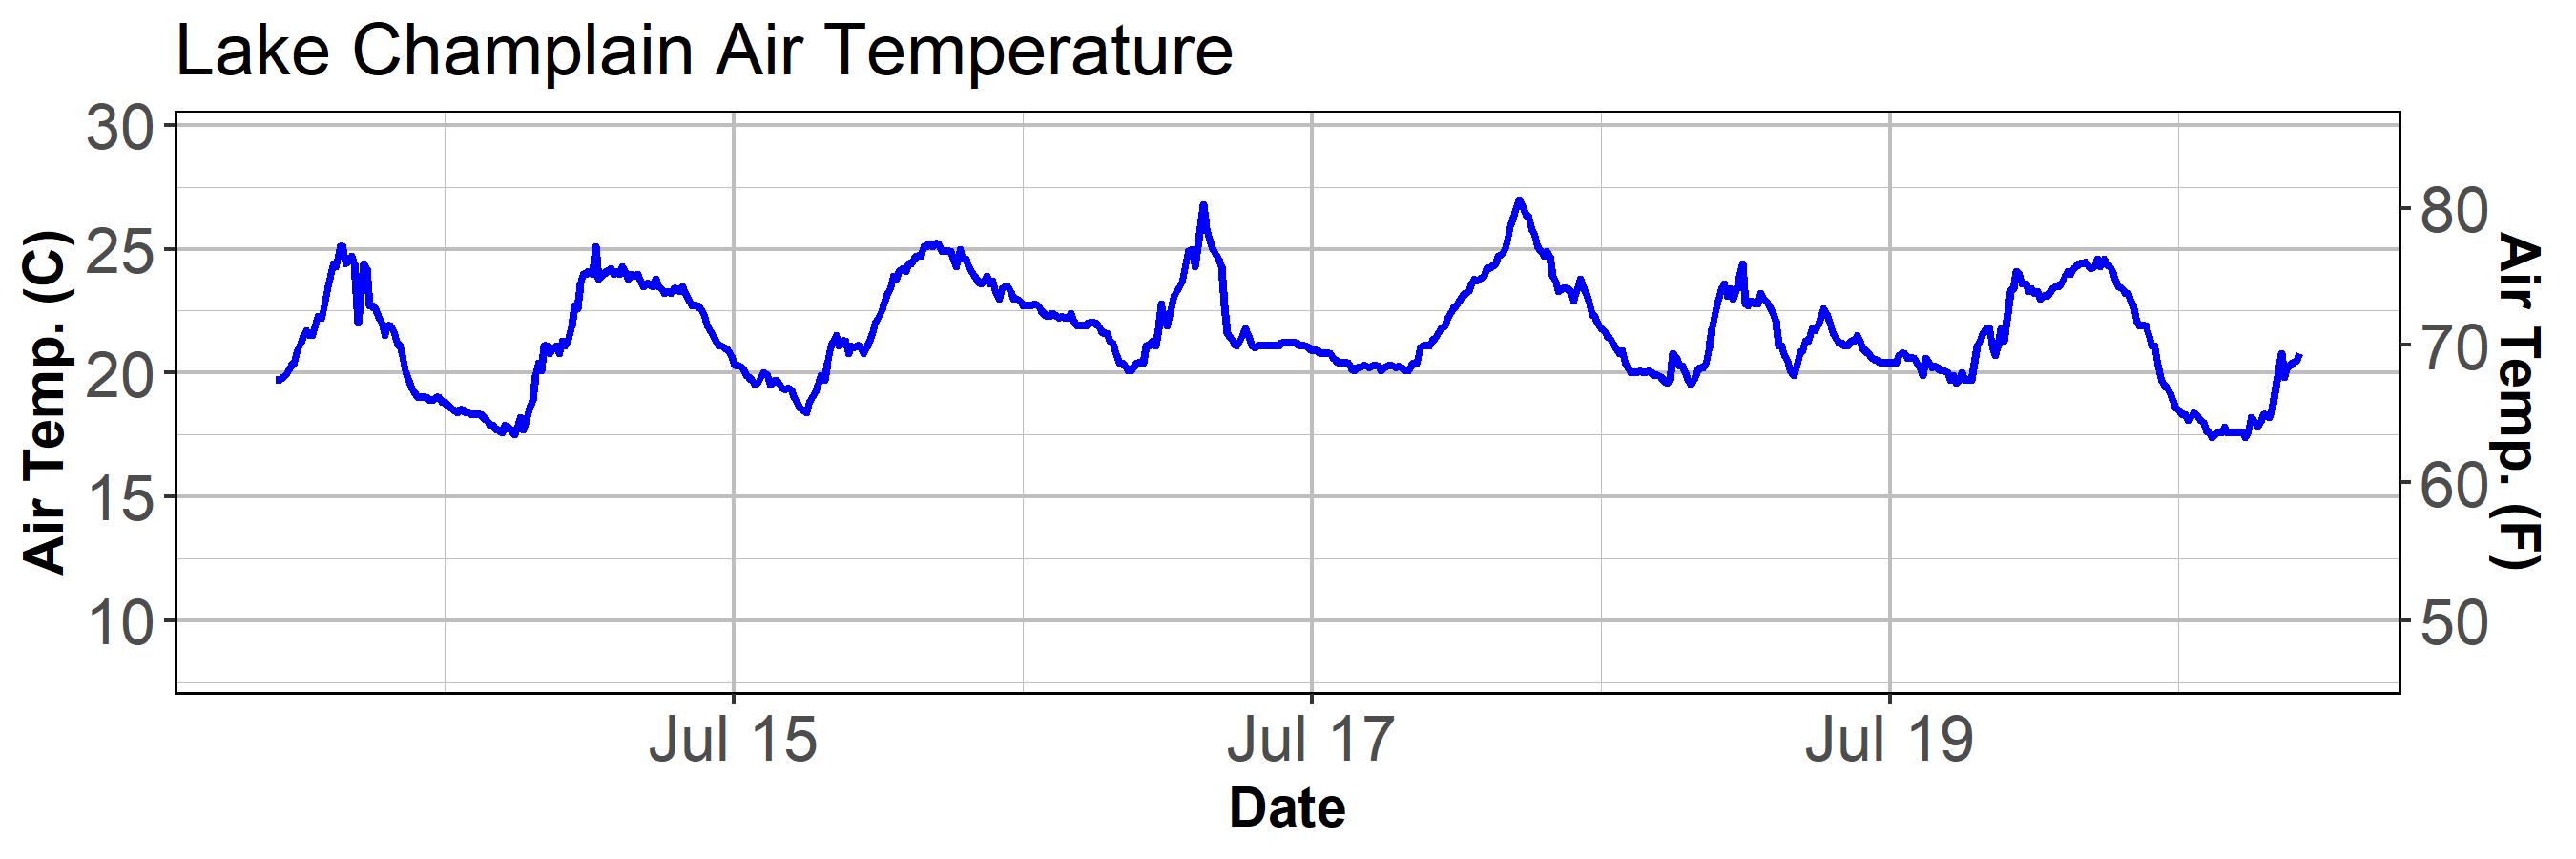 Lake Champlain Air Temperature
Air Temp. (C)
30
25
20
15
10
80
70
60
50
Air Temp. (F)
Jul 15 Jul 17 Jul 19
Date